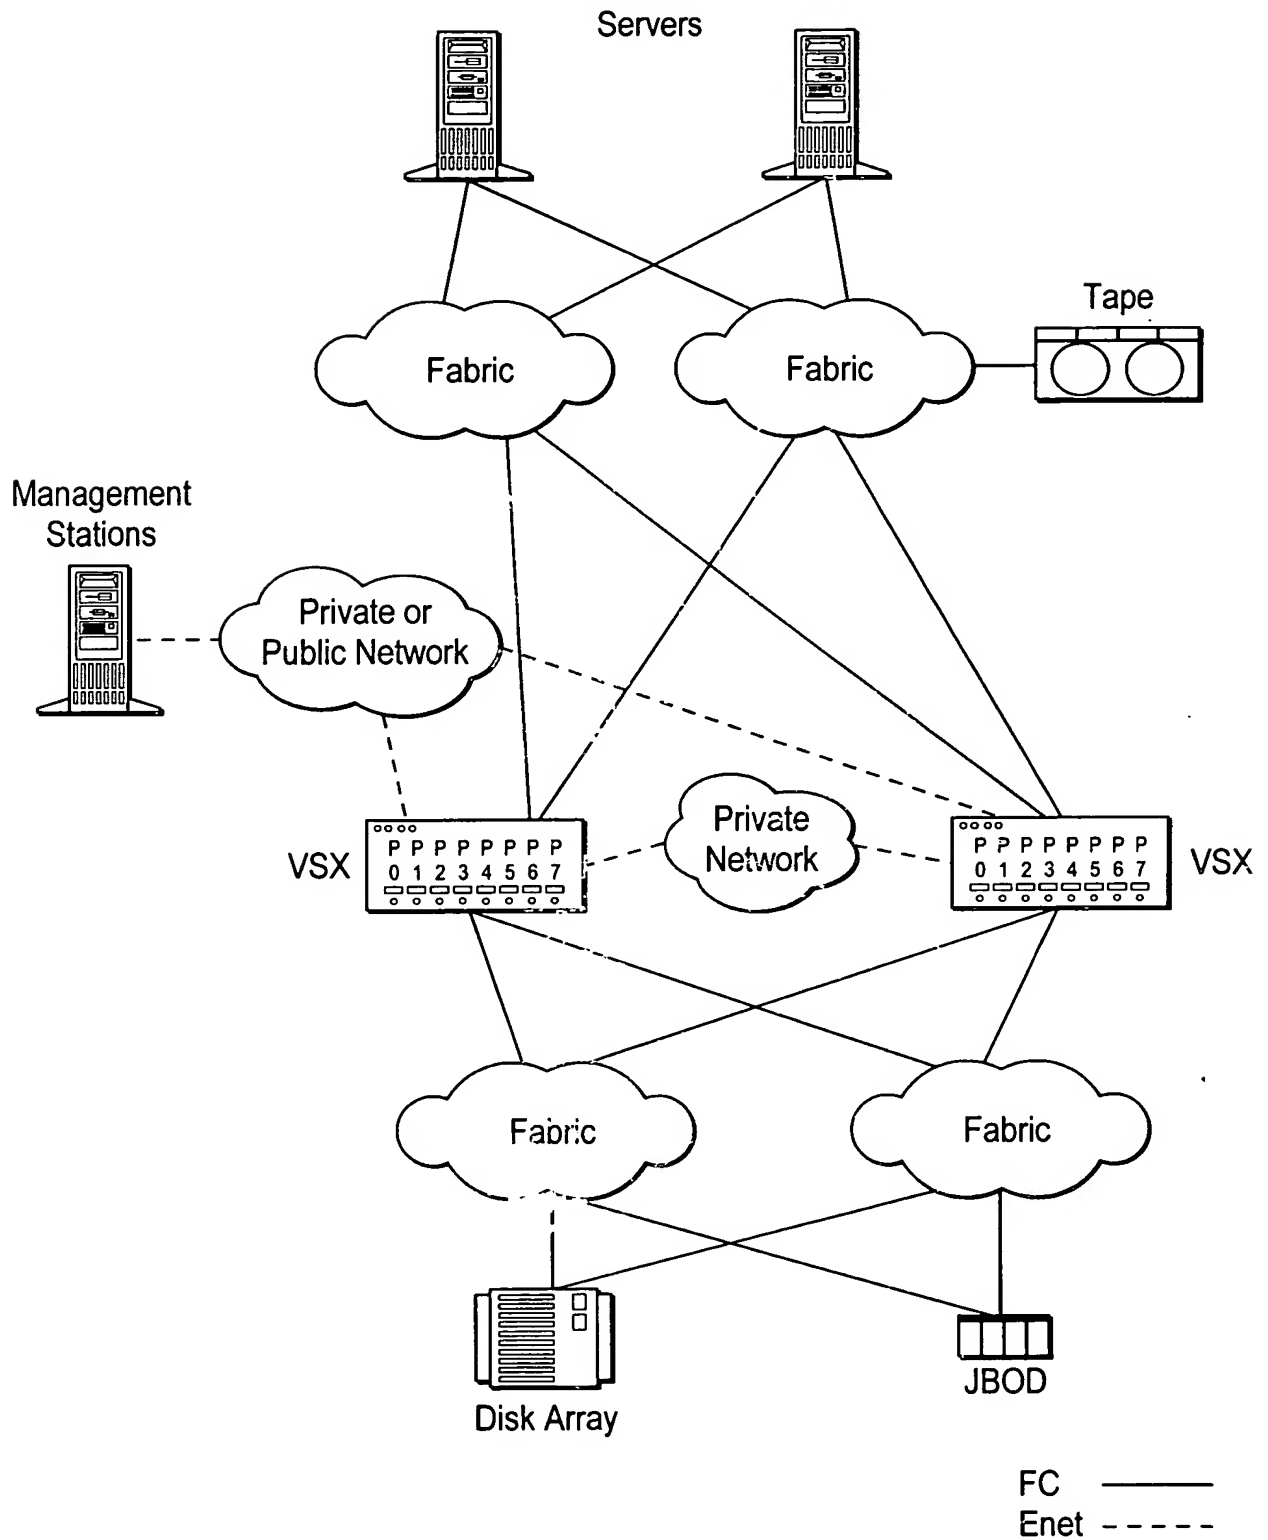 Servers
Tape
Fabric
Fabric
Management
Stations
Private or
Public Network
Private
Network
VSX
P P P P P P P P
0 1 2 3 4 5 6 7
P P P P P P P P
0 1 2 3 4 5 6 7
VSX
Fabric
Fabric
Disk Array
JBOD
FC
Enet